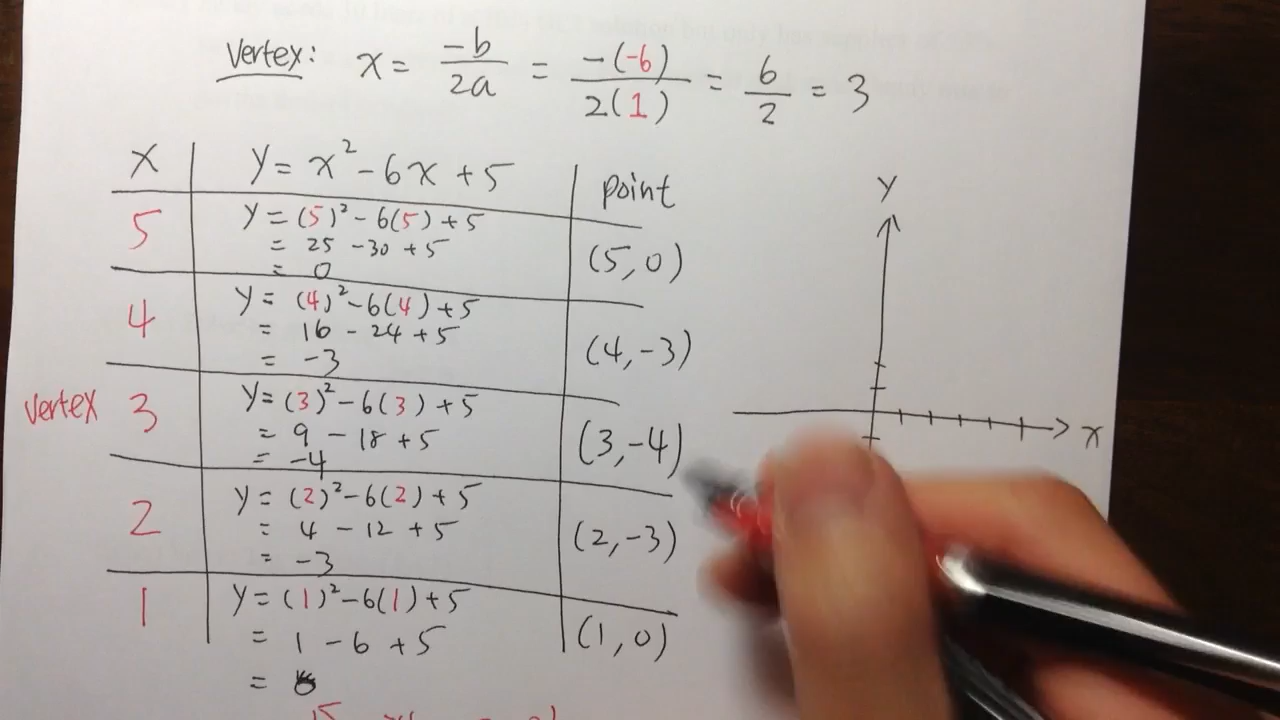 Vertex: x = -b/2a = -(-6)/2(1) = 6/2 = 3
x y = x² - 6x + 5 point
5 y = (5)² - 6(5) + 5
= 25 - 30 + 5
= 0
(5, 0)
4 y = (4)² - 6(4) + 5
= 16 - 24 + 5
= -3
(4, -3)
vertex 3 y = (3)² - 6(3) + 5
= 9 - 18 + 5
= -4
(3, -4)
2 y = (2)² - 6(2) + 5
= 4 - 12 + 5
= -3
(2, -3)
1 y = (1)² - 6(1) + 5
= 1 - 6 + 5
=
(1, 0)
Y
x